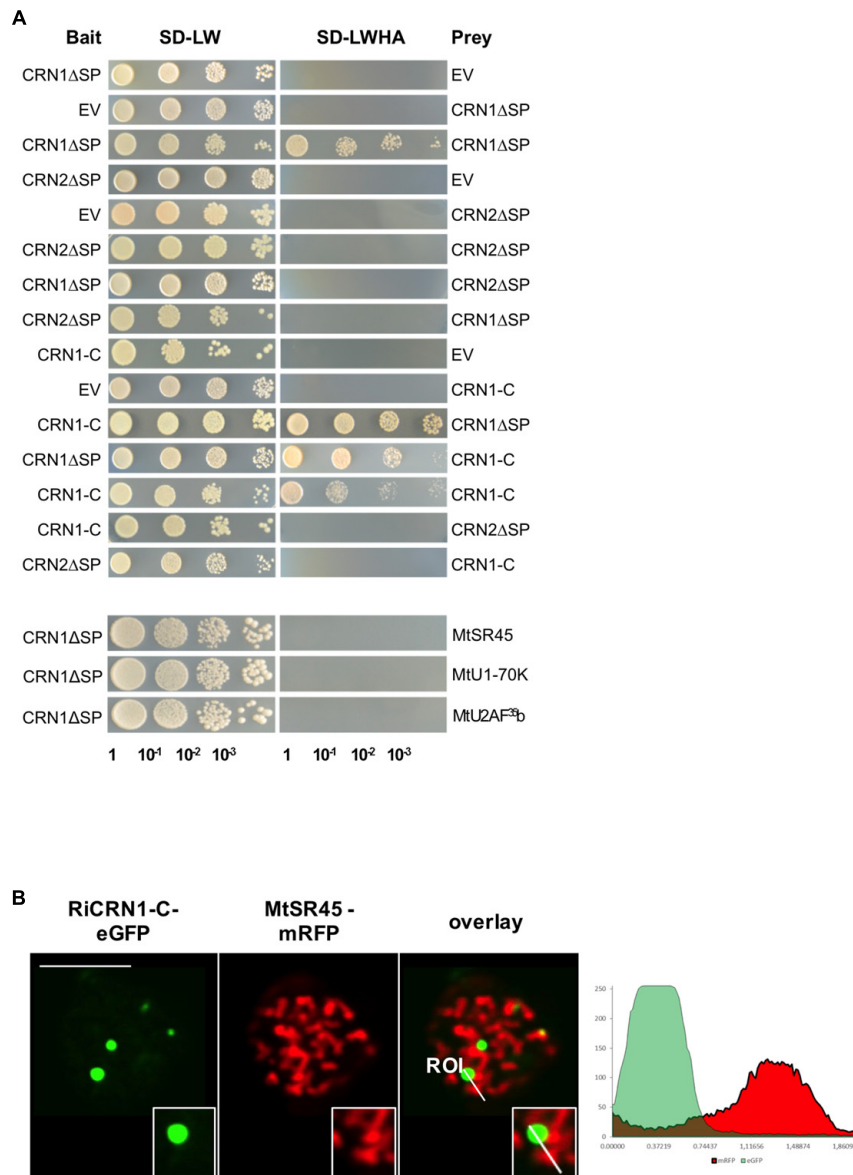 A
Bait SD-LW SD-LWHA Prey
CRN1ΔSP EV
EV CRN1ΔSP
CRN1ΔSP CRN1ΔSP
CRN2ΔSP EV
EV CRN2ΔSP
CRN2ΔSP CRN2ΔSP
CRN1ΔSP CRN2ΔSP
CRN2ΔSP CRN1ΔSP
CRN1-C EV
EV CRN1-C
CRN1-C CRN1ΔSP
CRN1ΔSP CRN1-C
CRN1-C CRN1-C
CRN1-C CRN2ΔSP
CRN2ΔSP CRN1-C
CRN1ΔSP MtSR45
CRN1ΔSP MtU1-70K
CRN1ΔSP MtU2AF³⁵b
1 10⁻¹ 10⁻² 10⁻³ 1 10⁻¹ 10⁻² 10⁻³
B
RiCRN1-C-
eGFP
MtSR45 -
mRFP
overlay
ROI
250
200
150
100
50
0
0.00000 0.37219 0.74437 1,11656 1,48874 1,8609
mRFP eGFP